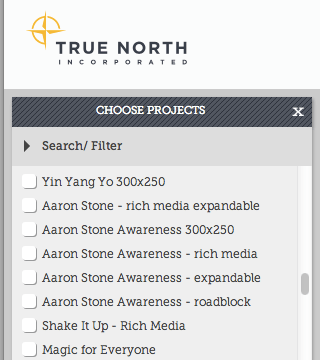 TRUE NORTH
INCORPORATED
CHOOSE PROJECTS X
Search/ Filter
Yin Yang Yo 300x250
Aaron Stone - rich media expandable
Aaron Stone Awareness 300x250
Aaron Stone Awareness - rich media
Aaron Stone Awareness - expandable
Aaron Stone Awareness - roadblock
Shake It Up - Rich Media
Magic for Everyone